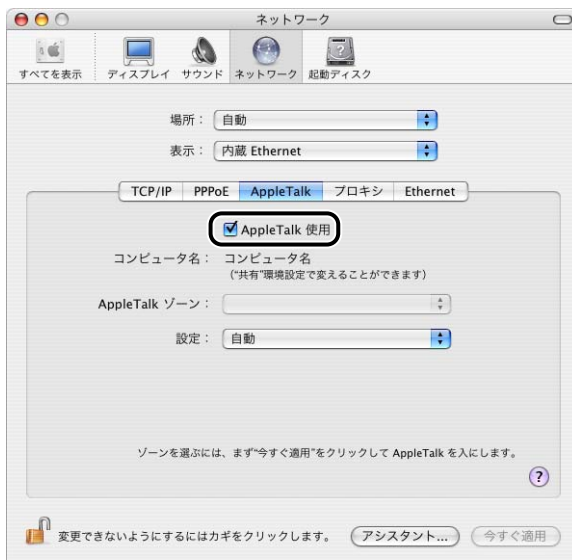 ネットワーク
すべてを表示 ディスプレイ サウンド ネットワーク 起動ディスク
場所： 自動
表示： 内蔵 Ethernet
TCP/IP PPPoE AppleTalk プロキシ Ethernet
AppleTalk 使用
コンピュータ名： コンピュータ名
（“共有”環境設定で変えることができます）
AppleTalk ゾーン：
設定： 自動
ゾーンを選ぶには、まず“今すぐ適用”をクリックして AppleTalk を入にします。
?
変更できないようにするにはカギをクリックします。 アシスタント... 今すぐ適用